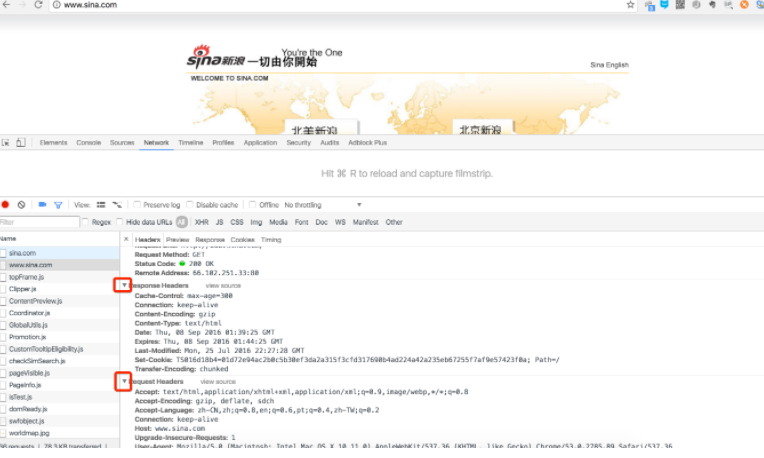 www.sina.com
sina新浪
You're the One
一切由你開始
Sina English
WELCOME TO SINA.COM
北美新浪
北京新浪
Elements Console Sources Network Timeline Profiles Application Security Audits Adblock Plus
Hit ⌘ R to reload and capture filmstrip.
View: Preserve log Disable cache Offline No throttling
Filter Regex Hide data URLs All XHR JS CSS Img Media Font Doc WS Manifest Other
Name
× Headers Preview Response Cookies Timing
sina.com
www.sina.com
topFrame.js
Clipper.js
ContentPreview.js
Coordinator.js
GlobalUtils.js
Promotion.js
CustomTooltipEligibility.js
checkSimSearch.js
pageVisible.js
PageInfo.js
isTest.js
domReady.js
swfobject.js
worldmap.jpg
36 requests | 78.3 KB transferred |
Request Method: GET
Status Code: 200 OK
Remote Address: 66.102.251.33:80
Response Headers view source
Cache-Control: max-age=300
Connection: keep-alive
Content-Encoding: gzip
Content-Type: text/html
Date: Thu, 08 Sep 2016 01:39:25 GMT
Expires: Thu, 08 Sep 2016 01:44:25 GMT
Last-Modified: Mon, 25 Jul 2016 22:27:28 GMT
Set-Cookie: TS016d18b4=01d72e94ac2b0c5b30ef3da2a315f3cfd317690b4ad224a42a235eb67255f7af9e57423f0a; Path=/
Transfer-Encoding: chunked
Request Headers view source
Accept: text/html,application/xhtml+xml,application/xml;q=0.9,image/webp,*/*;q=0.8
Accept-Encoding: gzip, deflate, sdch
Accept-Language: zh-CN,zh;q=0.8,en;q=0.6,pt;q=0.4,zh-TW;q=0.2
Connection: keep-alive
Host: www.sina.com
Upgrade-Insecure-Requests: 1
User-Agent: Mozilla/5.0 (Macintosh; Intel Mac OS X 10_11_0) AppleWebKit/537.36 (KHTML, like Gecko) Chrome/53.0.2785.89 Safari/537.36